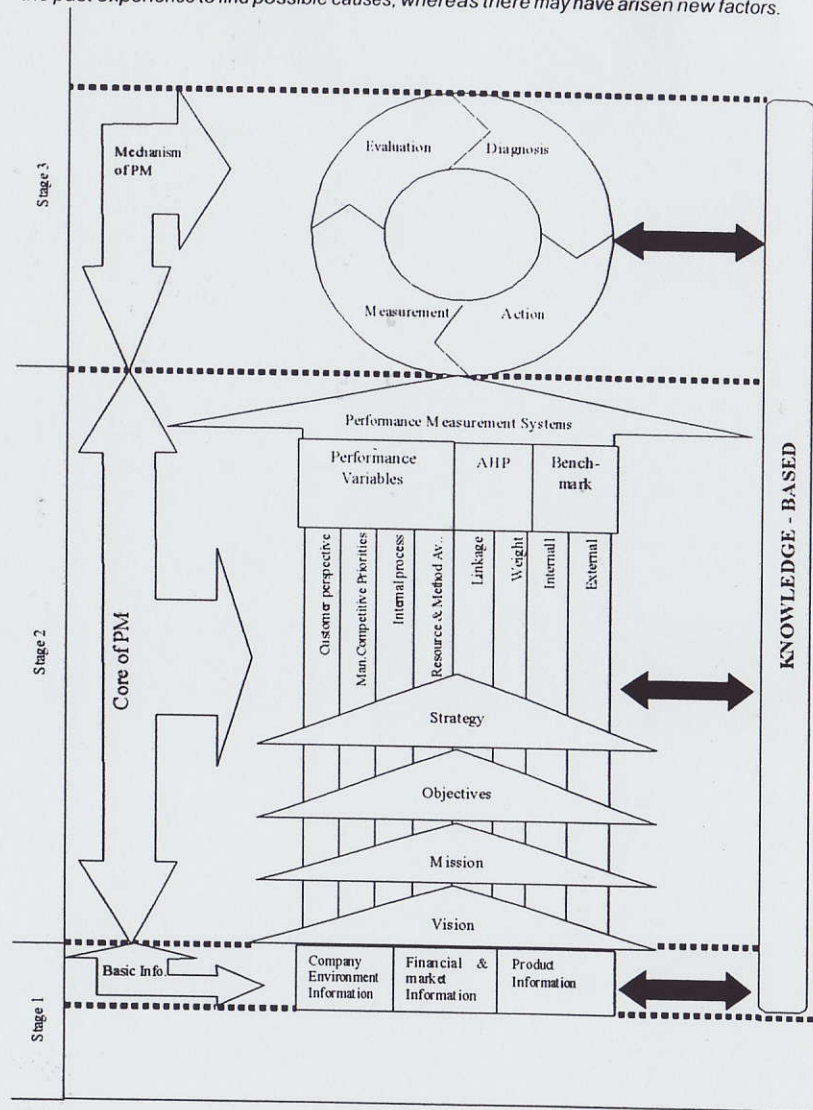 the past experience to find possible causes, whereas there may have arisen new factors.
Stage 3
Mechanism
of PM
Evaluation
Diagnosis
Measurement
Action
Stage 2
Core of PM
Performance Measurement Systems
Performance
Variables
AHP
Bench-
mark
Customer perspective
Man.Competitive Priorities
Internal process
Resource & Method Av..
Linkage
Weight
Internall
External
Strategy
Objectives
Mission
Vision
Stage 1
Basic Info.
Company
Environment
Information
Financial &
market
Information
Product
Information
KNOWLEDGE - BASED